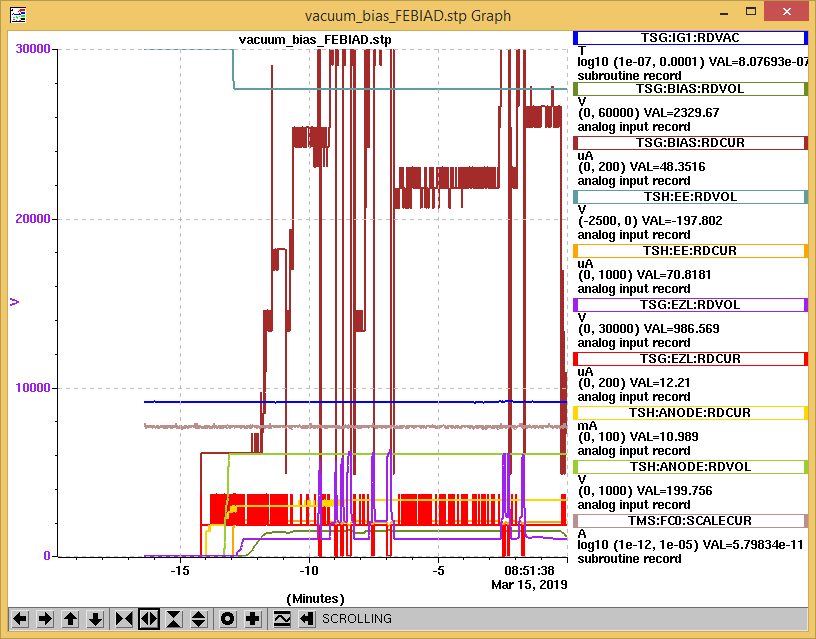 vacuum_bias_FEBIAD.stp Graph
vacuum_bias_FEBIAD.stp
30000
20000
10000
0
V
-15
-10
-5
08:51:38
Mar 15, 2019
(Minutes)
TSG:IG1:RDVAC
T
log10 (1e-07, 0.0001) VAL=8.07693e-07
subroutine record
TSG:BIAS:RDVOL
V
(0, 60000) VAL=2329.67
analog input record
TSG:BIAS:RDCUR
uA
(0, 200) VAL=48.3516
analog input record
TSH:EE:RDVOL
V
(-2500, 0) VAL=-197.802
analog input record
TSH:EE:RDCUR
uA
(0, 1000) VAL=70.8181
analog input record
TSG:EZL:RDVOL
V
(0, 30000) VAL=986.569
analog input record
TSG:EZL:RDCUR
uA
(0, 200) VAL=12.21
analog input record
TSH:ANODE:RDCUR
mA
(0, 100) VAL=10.989
analog input record
TSH:ANODE:RDVOL
V
(0, 1000) VAL=199.756
analog input record
TMS:FC0:SCALECUR
A
log10 (1e-12, 1e-05) VAL=5.79834e-11
subroutine record
SCROLLING